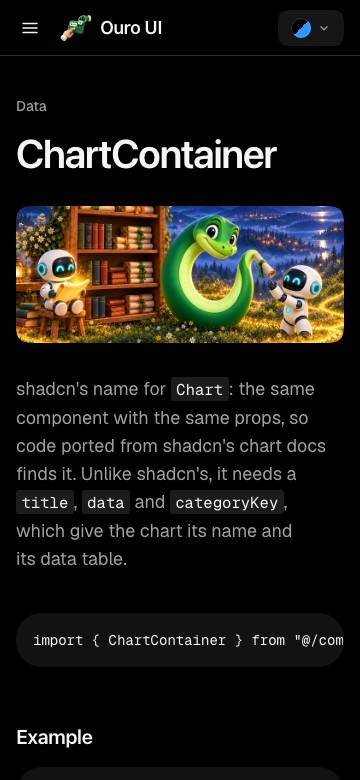 Ouro UI
Data
ChartContainer
shadcn's name for Chart: the same
component with the same props, so
code ported from shadcn's chart docs
finds it. Unlike shadcn's, it needs a
title, data and categoryKey,
which give the chart its name and
its data table.
import { ChartContainer } from "@/com
Example